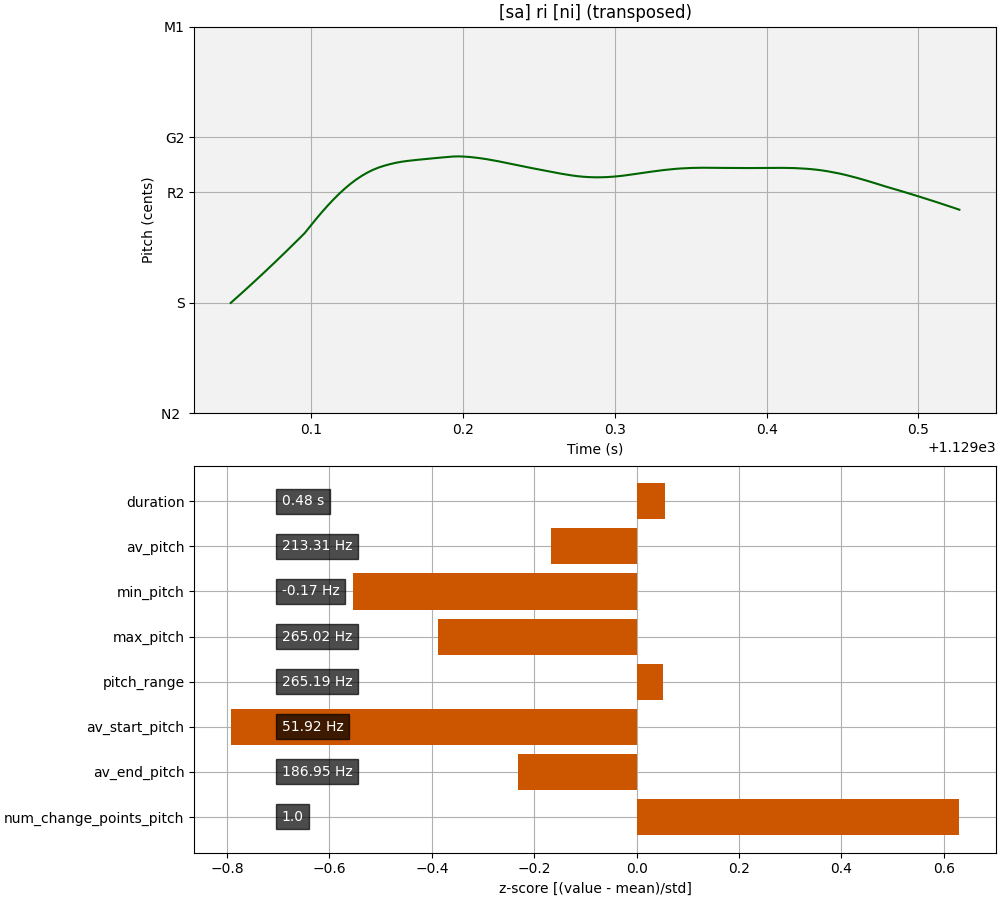 [sa] ri [ni] (transposed)
M1
G2
R2
S
N2
Pitch (cents)
0.1 0.2 0.3 0.4 0.5
Time (s)
+1.129e3
duration 0.48 s
av_pitch 213.31 Hz
min_pitch -0.17 Hz
max_pitch 265.02 Hz
pitch_range 265.19 Hz
av_start_pitch 51.92 Hz
av_end_pitch 186.95 Hz
num_change_points_pitch 1.0
−0.8 −0.6 −0.4 −0.2 0.0 0.2 0.4 0.6
z-score [(value - mean)/std]